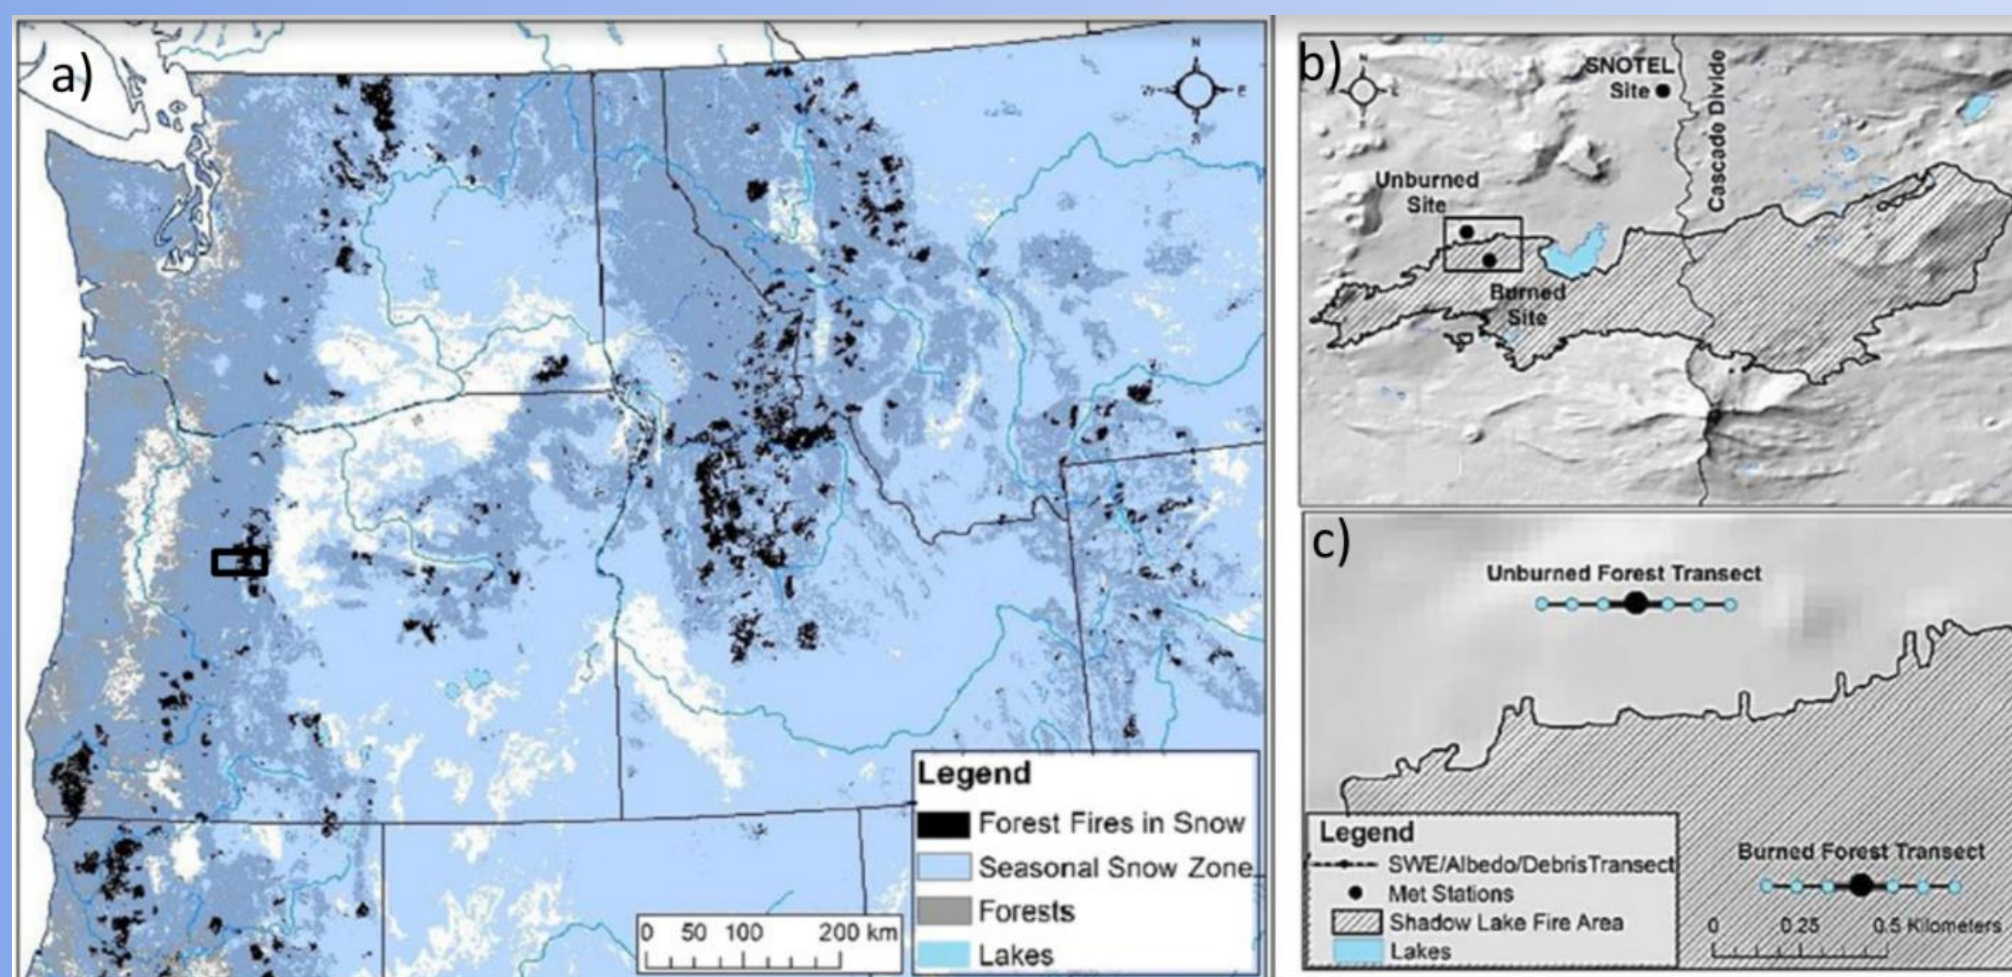 a)
N
W
E
S
Legend
Forest Fires in Snow
Seasonal Snow Zone
Forests
Lakes
0 50 100 200 km
b)
N
SNOTEL
Site
Cascade Divide
Unburned
Site
Burned
Site
c)
Unburned Forest Transect
Burned Forest Transect
Legend
SWE/Albedo/DebrisTransect
Met Stations
Shadow Lake Fire Area
Lakes
0 0.25 0.5 Kilometers